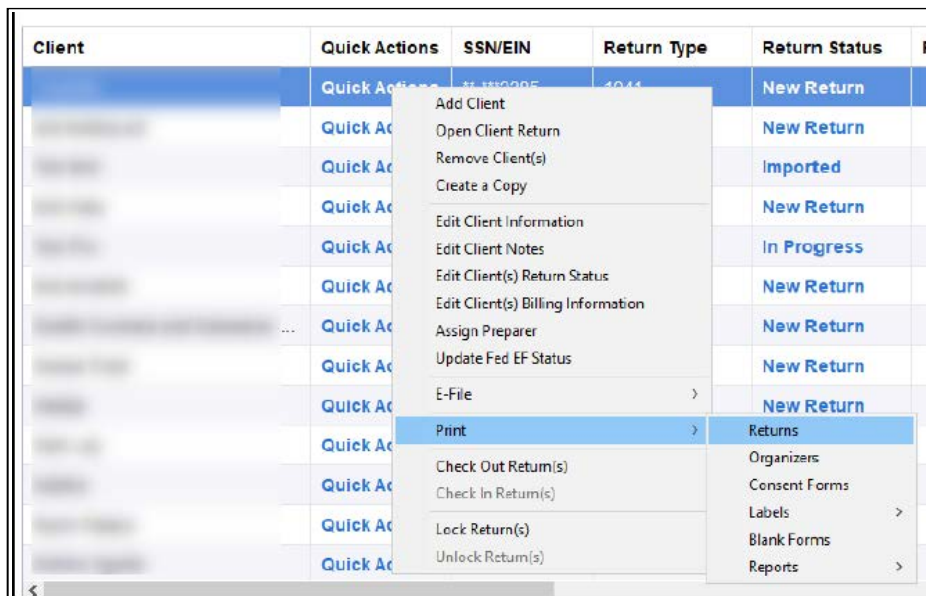 Client Quick Actions SSN/EIN Return Type Return Status
Quick Actions 1041 New Return
Quick Ac New Return
Quick Ac Imported
Quick Ac New Return
Quick Ac In Progress
Quick Ac New Return
... Quick Ac New Return
Quick Ac New Return
Quick Ac New Return
Quick Ac
Quick Ac
Quick Ac
Quick Ac
Add Client
Open Client Return
Remove Client(s)
Create a Copy
Edit Client Information
Edit Client Notes
Edit Client(s) Return Status
Edit Client(s) Billing Information
Assign Preparer
Update Fed EF Status
E-File
Print
Check Out Return(s)
Check In Return(s)
Lock Return(s)
Unlock Return(s)
Returns
Organizers
Consent Forms
Labels
Blank Forms
Reports